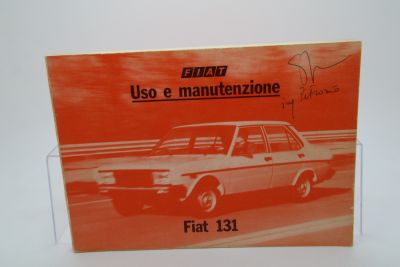 FIAT
Uso e manutenzione
Fiat 131